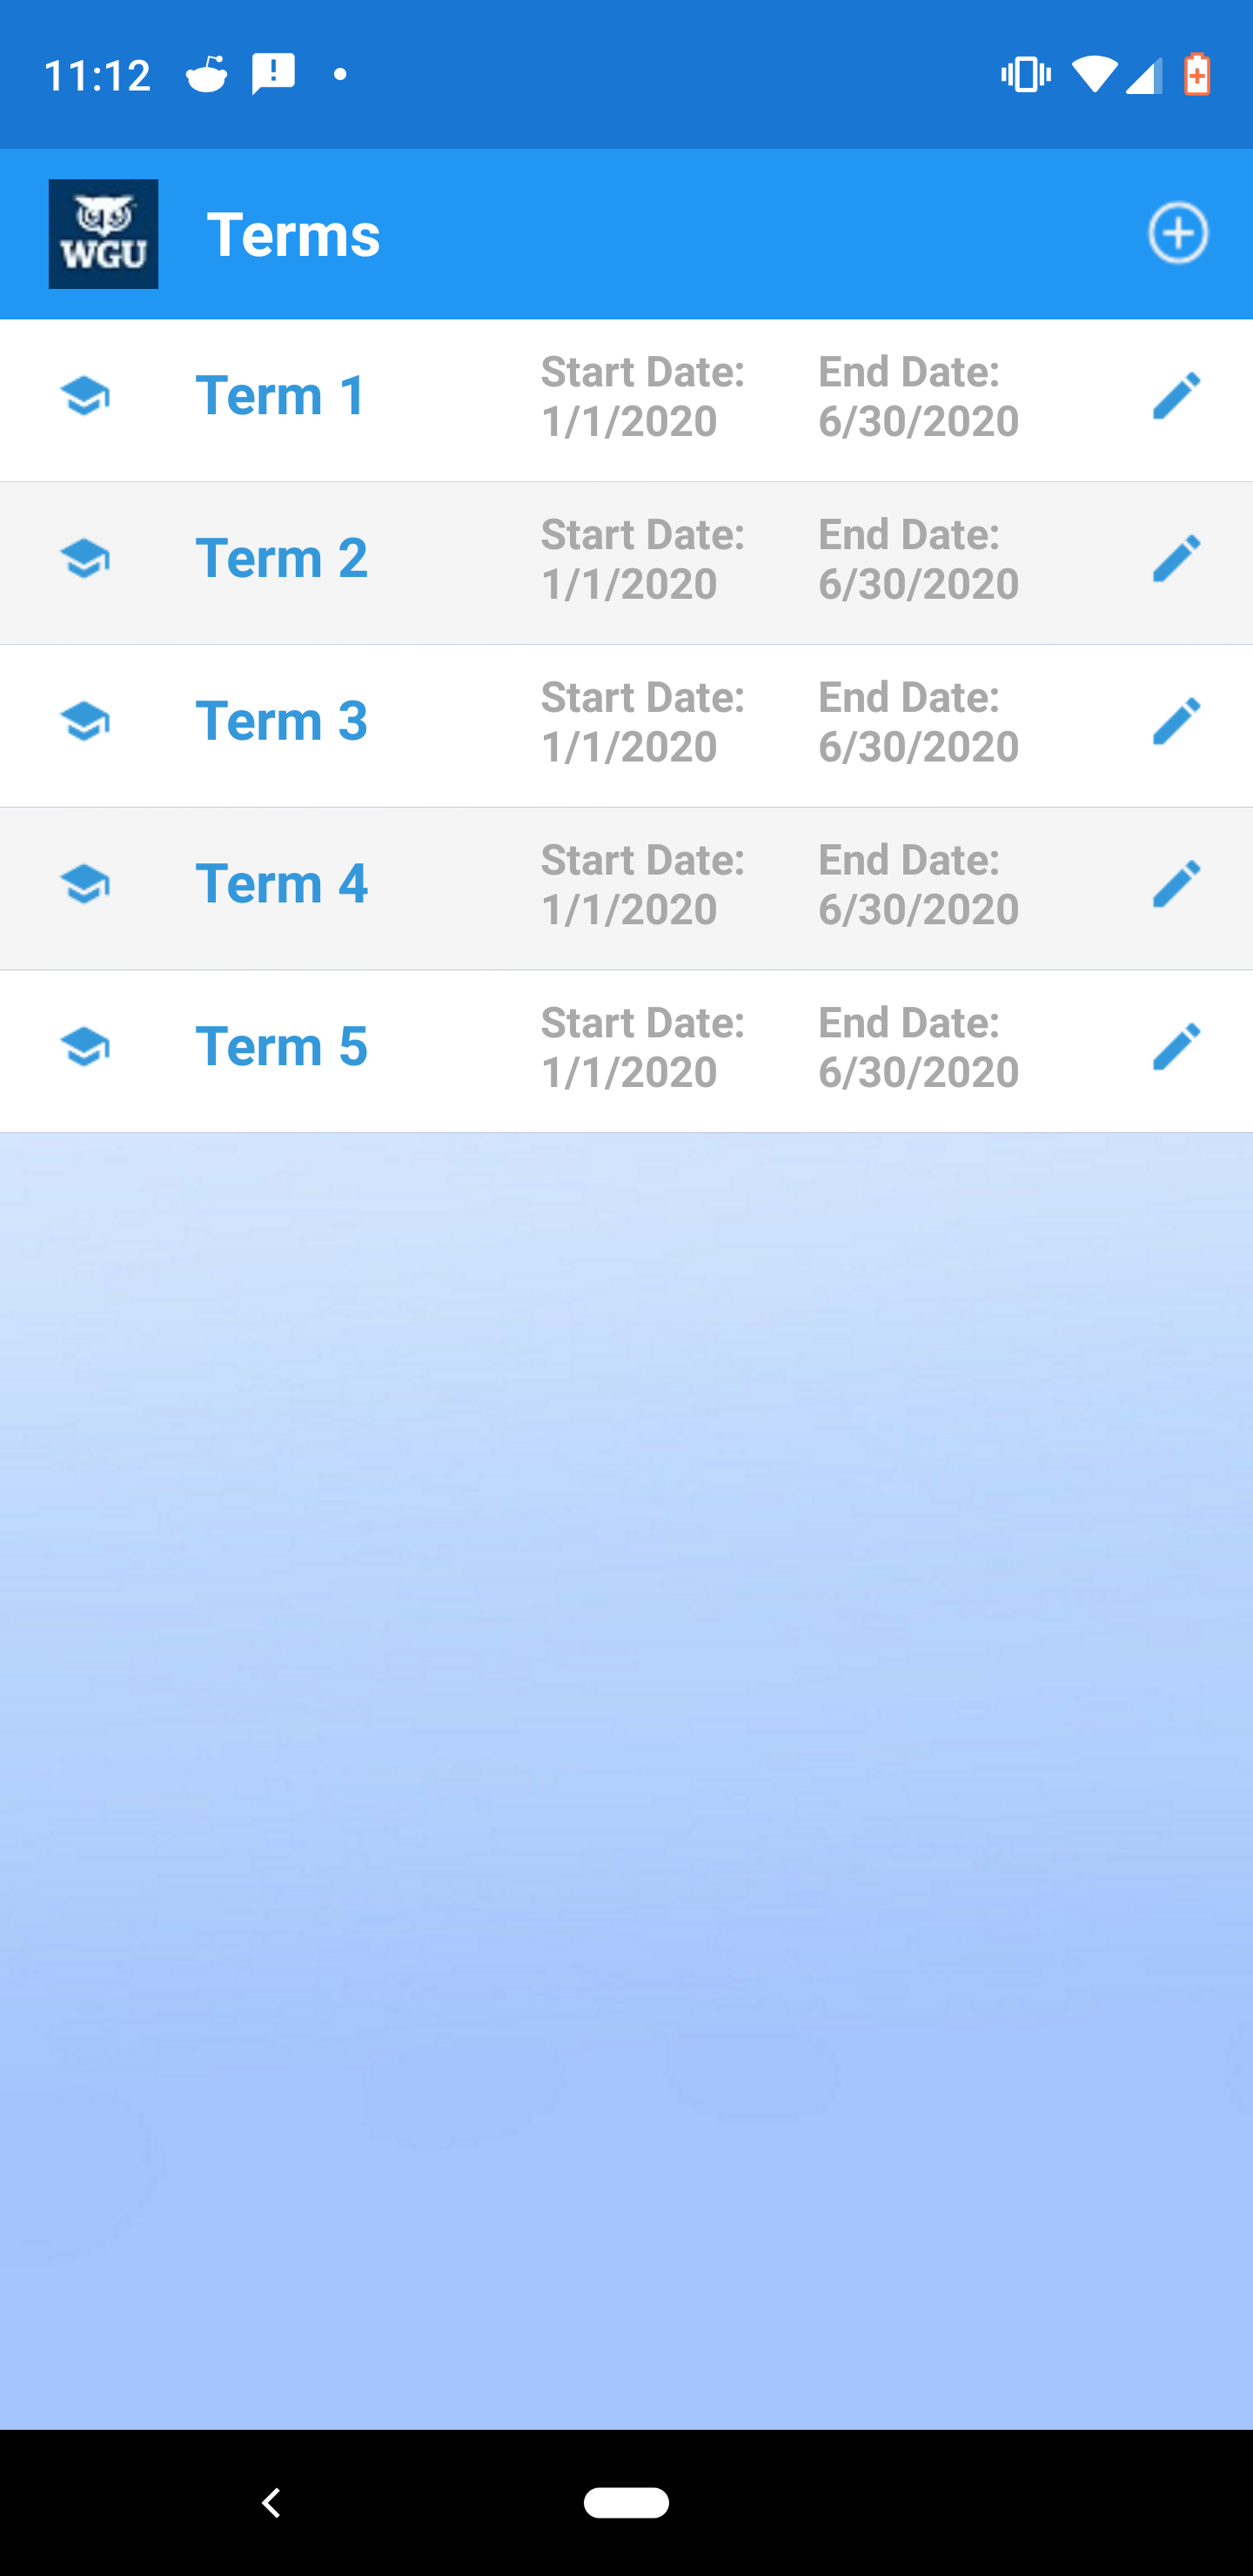 11:12
WGU
Terms
Term 1
Start Date:
1/1/2020
End Date:
6/30/2020
Term 2
Start Date:
1/1/2020
End Date:
6/30/2020
Term 3
Start Date:
1/1/2020
End Date:
6/30/2020
Term 4
Start Date:
1/1/2020
End Date:
6/30/2020
Term 5
Start Date:
1/1/2020
End Date:
6/30/2020